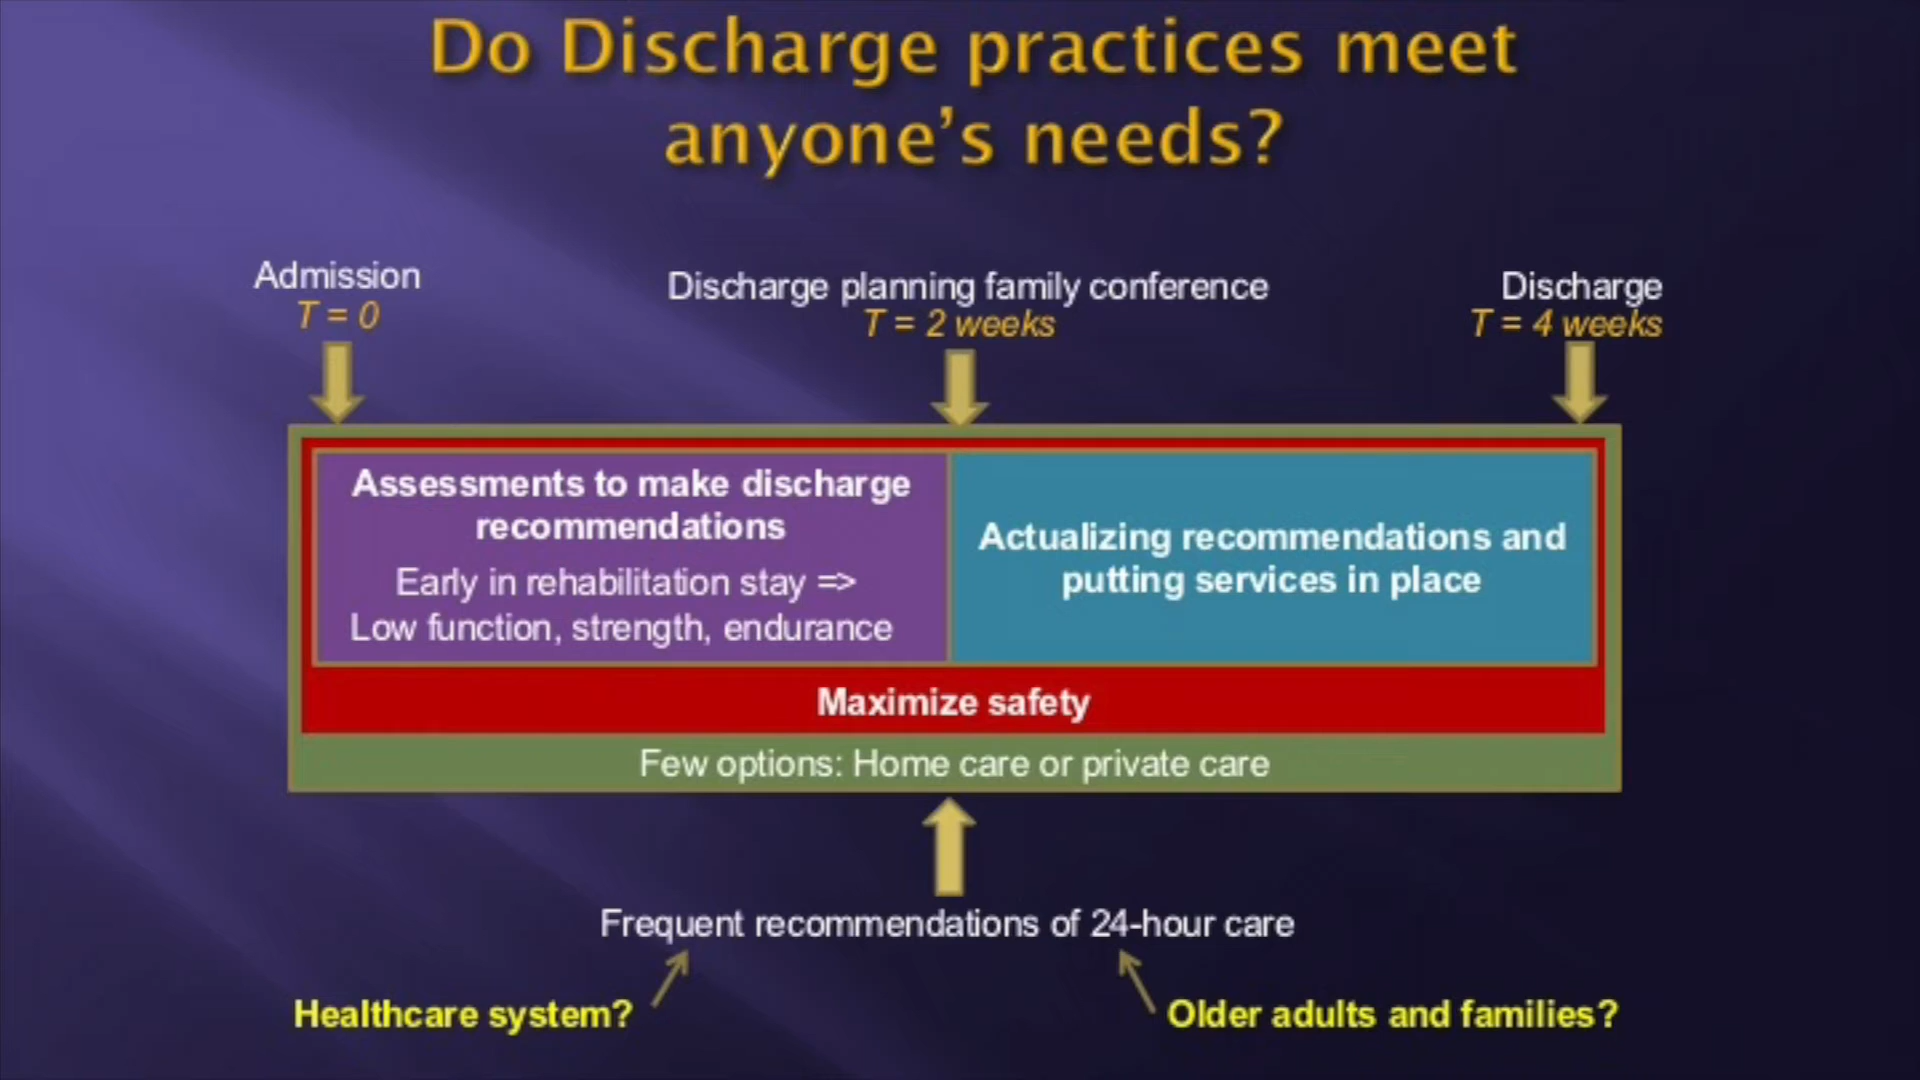 Do Discharge practices meet
anyone’s needs?
Admission
T = 0
Discharge planning family conference
T = 2 weeks
Discharge
T = 4 weeks
Assessments to make discharge
recommendations
Early in rehabilitation stay =>
Low function, strength, endurance
Actualizing recommendations and
putting services in place
Maximize safety
Few options: Home care or private care
Frequent recommendations of 24-hour care
Healthcare system?
Older adults and families?